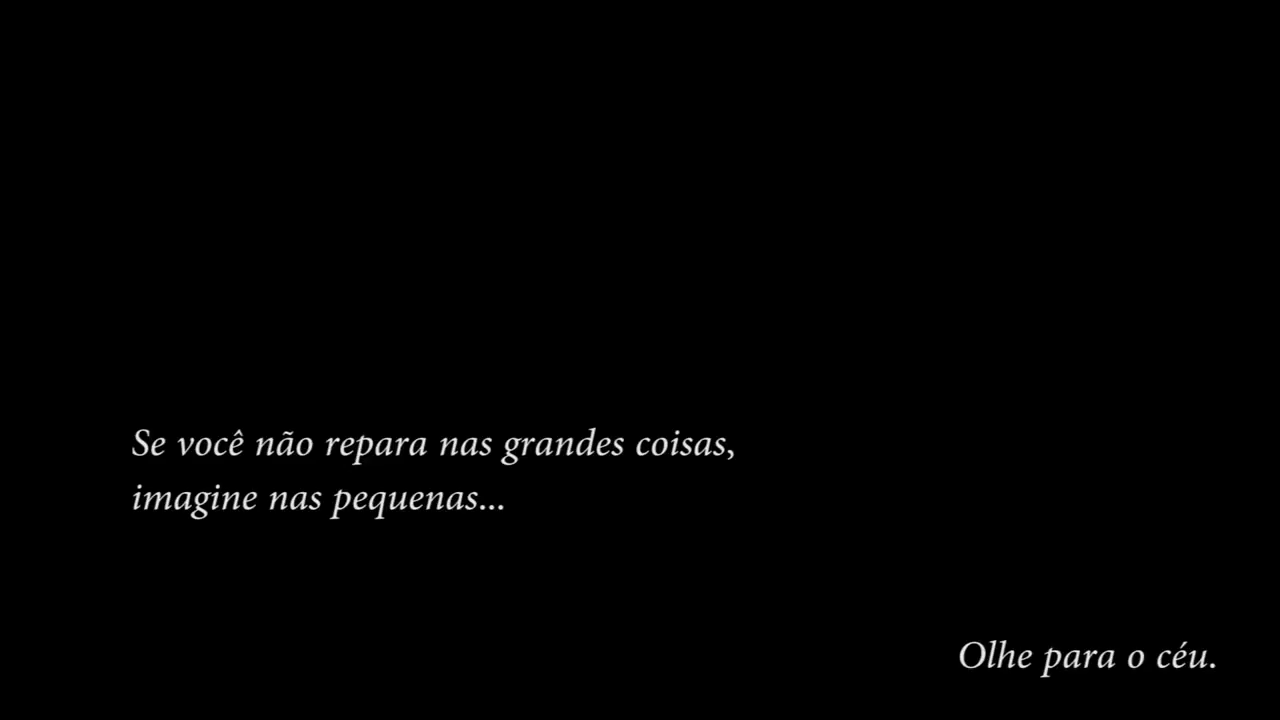 Se você não repara nas grandes coisas,
imagine nas pequenas...
Olhe para o céu.